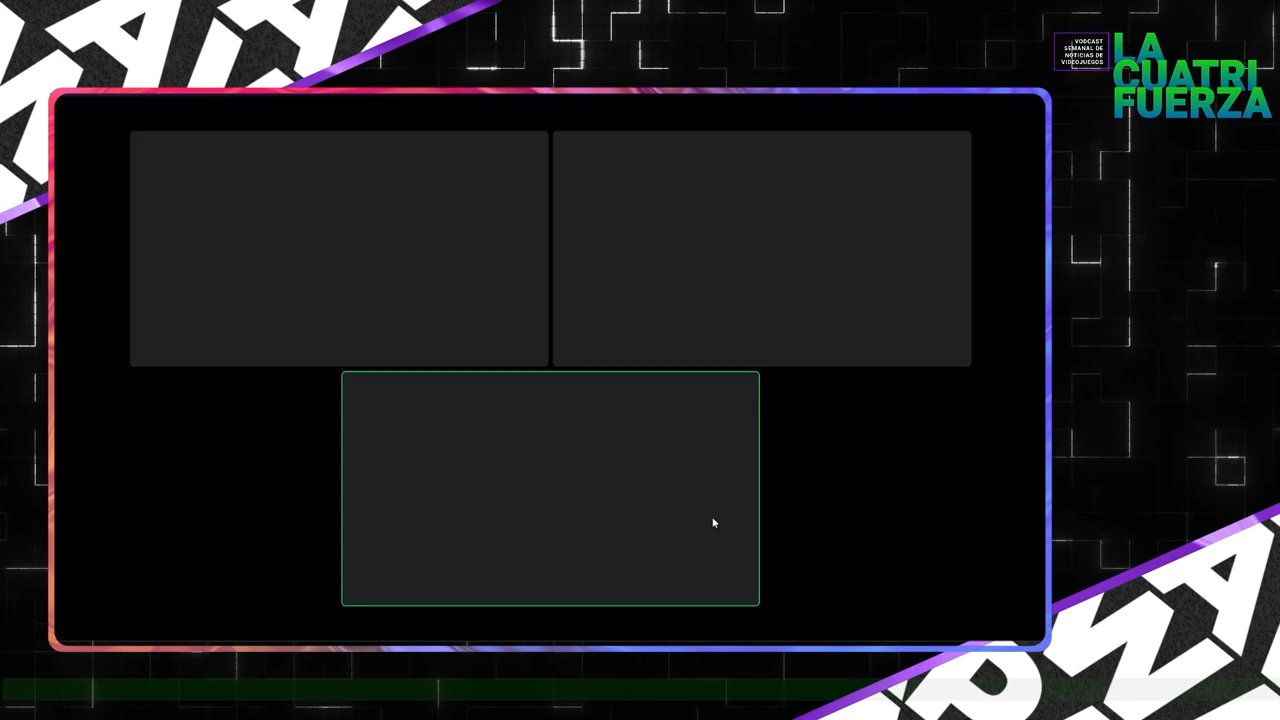 VODCAST
SEMANAL DE
NOTICIAS DE
VIDEOJUEGOS
LA
CUATRI
FUERZA